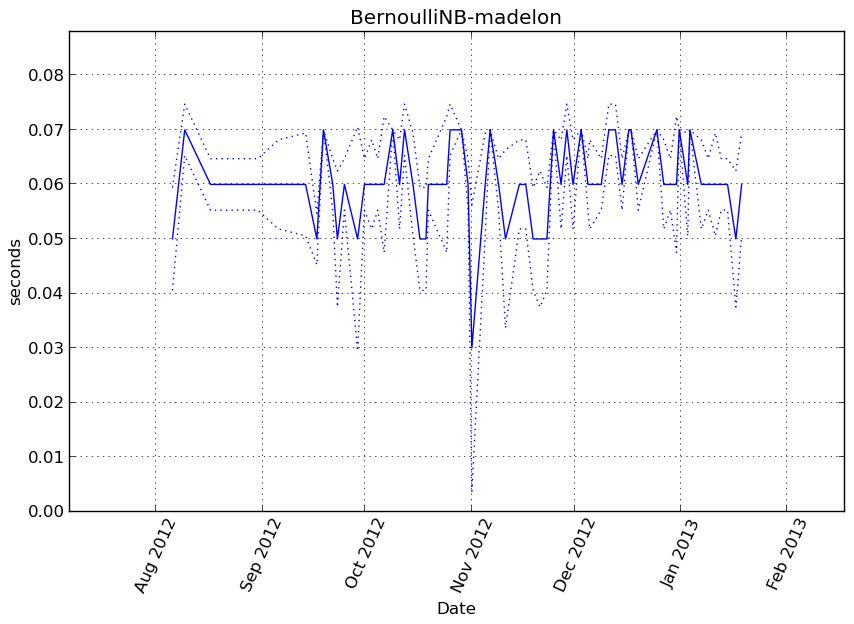 BernoulliNB-madelon
0.08
0.07
0.06
0.05
0.04
0.03
0.02
0.01
0.00
seconds
Aug 2012
Sep 2012
Oct 2012
Nov 2012
Dec 2012
Jan 2013
Feb 2013
Date